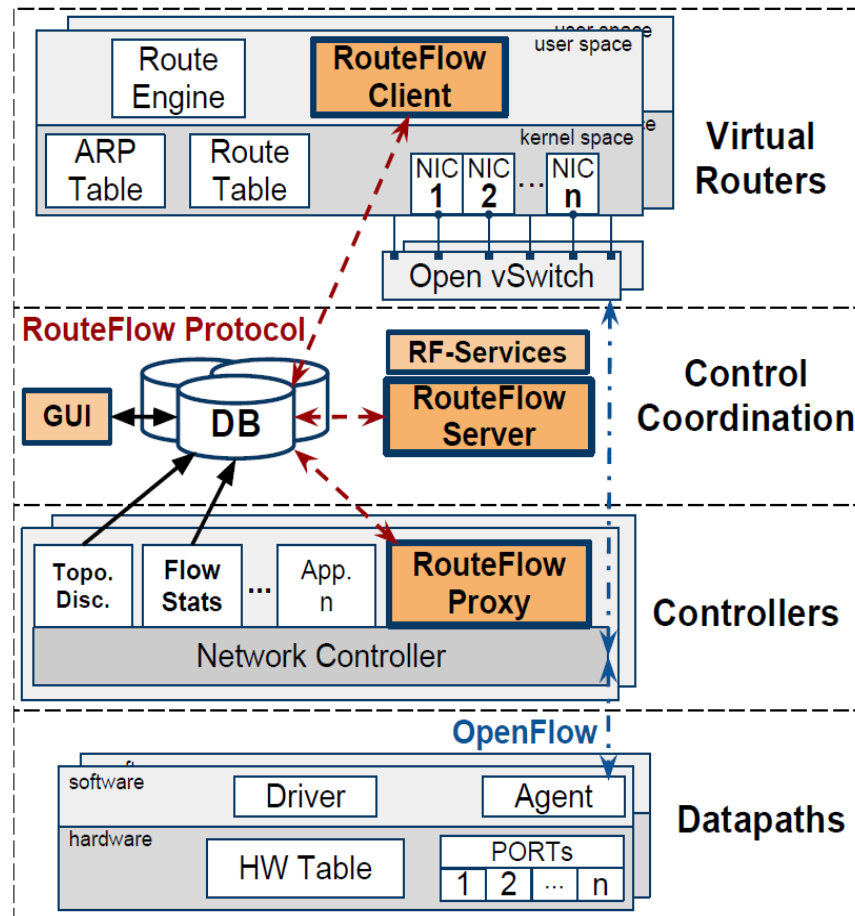 user space
user space
Route
Engine
RouteFlow
Client
kernel space
ARP
Table
Route
Table
NIC
1
NIC
2
...
NIC
n
Virtual
Routers
Open vSwitch
RouteFlow Protocol
RF-Services
GUI
DB
RouteFlow
Server
Control
Coordination
Topo.
Disc.
Flow
Stats
...
App.
n
RouteFlow
Proxy
Controllers
Network Controller
OpenFlow
software
Driver
Agent
Datapaths
hardware
HW Table
PORTs
1 2 ... n